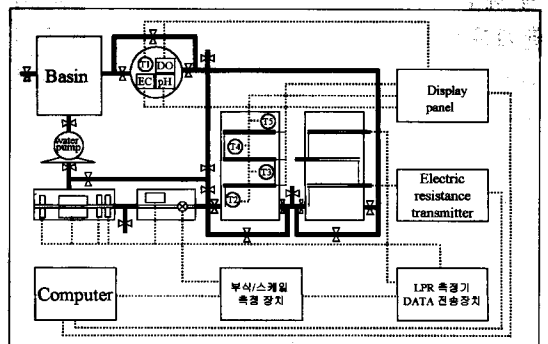 Basin
T1
DO
EC
pH
Display
panel
water
pump
T5
T4
T3
T2
Electric
resistance
transmitter
Computer
부식/스케일
측정 장치
LPR 측정기
DATA 전송장치